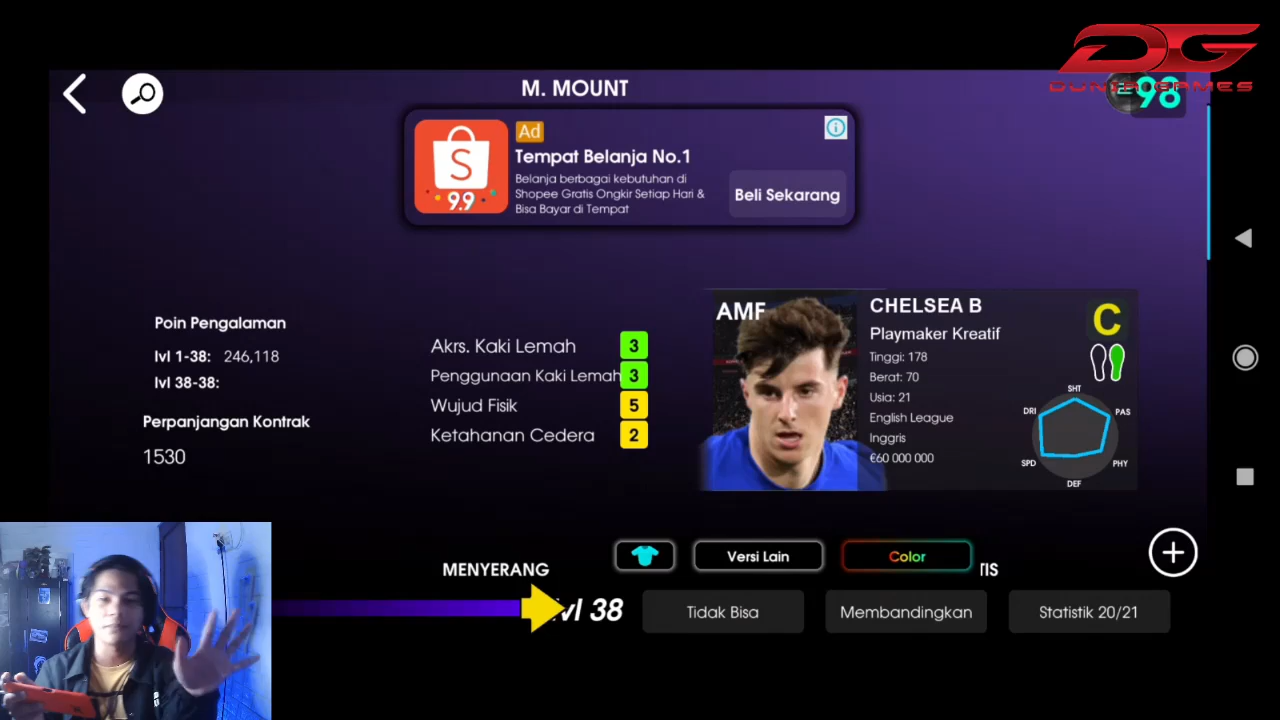 M. MOUNT
DG
DUNIAGAMES
98
Ad
Tempat Belanja No.1
Belanja berbagai kebutuhan di
Shopee Gratis Ongkir Setiap Hari &
Bisa Bayar di Tempat
Beli Sekarang
S
9.9
Poin Pengalaman
lvl 1-38: 246,118
lvl 38-38:
Perpanjangan Kontrak
1530
Akrs. Kaki Lemah 3
Penggunaan Kaki Lemah 3
Wujud Fisik 5
Ketahanan Cedera 2
AMF
CHELSEA B
Playmaker Kreatif
Tinggi: 178
Berat: 70
Usia: 21
English League
Inggris
€60 000 000
C
SHT
DRI
PAS
SPD
PHY
DEF
Versi Lain
Color
MENYERANG
TIS
lvl 38
Tidak Bisa
Membandingkan
Statistik 20/21